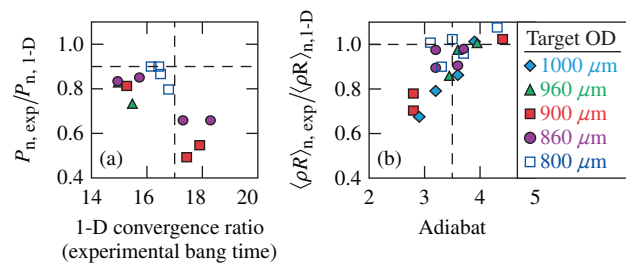 P_n, exp/P_n, 1-D
1.0
0.8
0.6
0.4
(a)
14 16 18 20
1-D convergence ratio
(experimental bang time)
⟨ρR⟩_n, exp/⟨ρR⟩_n,1-D
1.0
0.8
0.6
0.4
(b)
2 3 4 5
Adiabat
Target OD
1000 μm
960 μm
900 μm
860 μm
800 μm